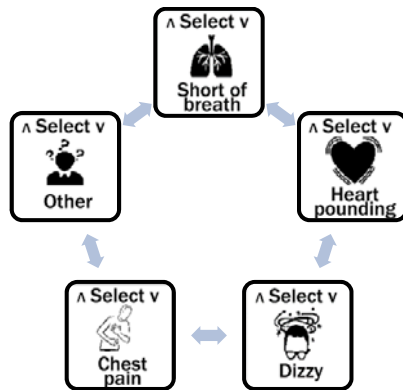 ∧ Select ∨
Short of
breath
∧ Select ∨
? ? ?
Other
∧ Select ∨
Heart
pounding
∧ Select ∨
Chest
pain
∧ Select ∨
Dizzy